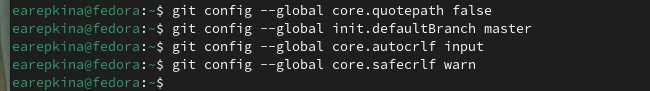 earepkina@fedora:~$ git config --global core.quotepath false
earepkina@fedora:~$ git config --global init.defaultBranch master
earepkina@fedora:~$ git config --global core.autocrlf input
earepkina@fedora:~$ git config --global core.safecrlf warn
earepkina@fedora:~$